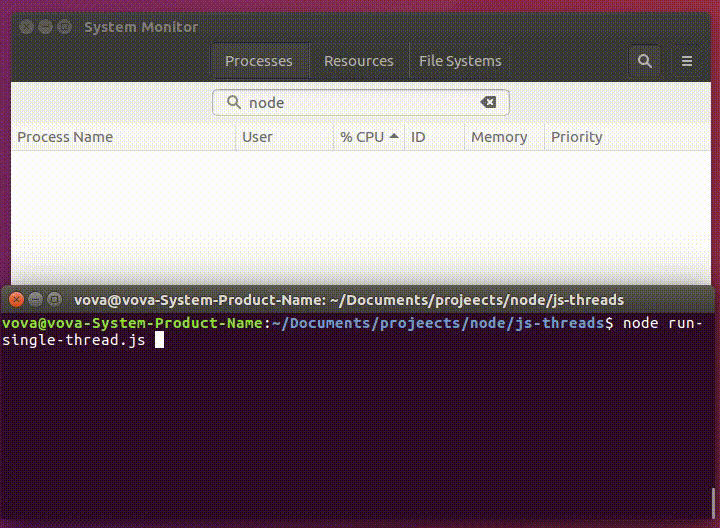 System Monitor
Processes Resources File Systems
node
Process Name User % CPU ID Memory Priority
vova@vova-System-Product-Name: ~/Documents/projeects/node/js-threads
vova@vova-System-Product-Name:~/Documents/projeects/node/js-threads$ node run-
single-thread.js